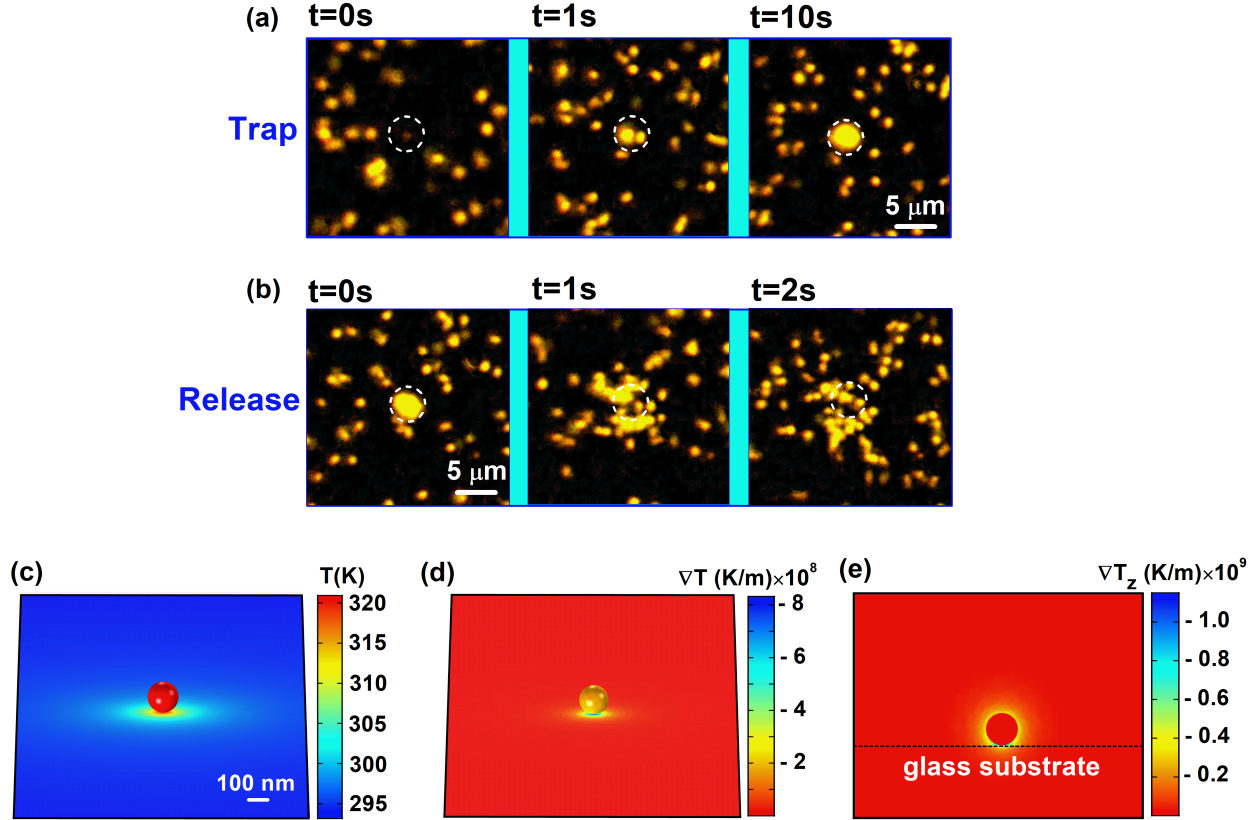 (a) t=0s t=1s t=10s
Trap
5 μm
(b) t=0s t=1s t=2s
Release
5 μm
(c) T(K)
320
315
310
305
300
295
100 nm
(d) ∇T (K/m)×10⁸
- 8
- 6
- 4
- 2
(e) ∇T_z (K/m)×10⁹
- 1.0
- 0.8
- 0.6
- 0.4
- 0.2
glass substrate